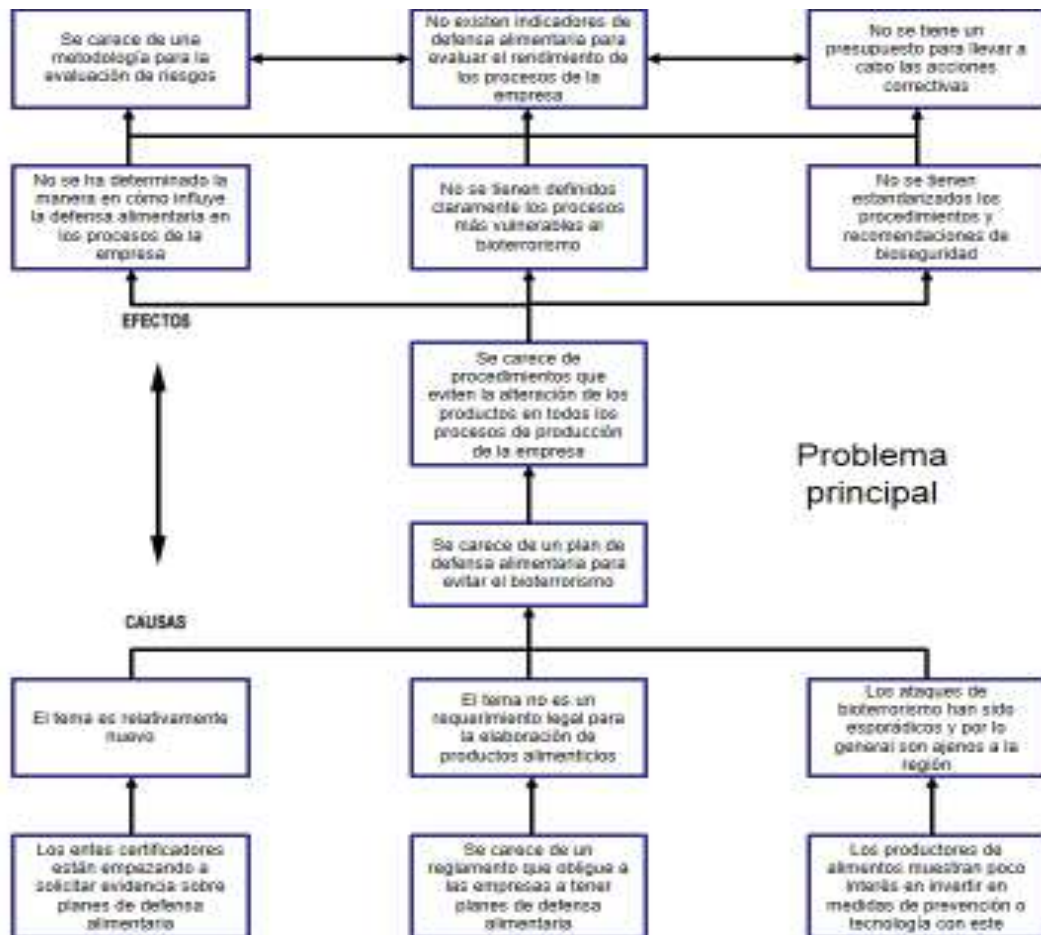 Se carece de una
metodología para la
evaluación de riesgos
No existen indicadores de
defensa alimentaria para
evaluar el rendimiento de
los procesos de la
empresa
No se tiene un
presupuesto para llevar a
cabo las acciones
correctivas
No se ha determinado la
manera en cómo influye
la defensa alimentaria en
los procesos de la
empresa
No se tienen definidos
claramente los procesos
más vulnerables al
bioterrorismo
No se tienen
estandarizados los
procedimientos y
recomendaciones de
bioseguridad
EFECTOS
Se carece de
procedimientos que
eviten la alteración de los
productos en todos los
procesos de producción
de la empresa
Problema
principal
Se carece de un plan de
defensa alimentaria para
evitar el bioterrorismo
CAUSAS
El tema es relativamente
nuevo
El tema no es un
requerimiento legal para
la elaboración de
productos alimenticios
Los ataques de
bioterrorismo han sido
esporádicos y por lo
general son ajenos a la
región
Los entes certificadores
están empezando a
solicitar evidencia sobre
planes de defensa
alimentaria
Se carece de un
reglamento que obligue a
las empresas a tener
planes de defensa
alimentaria
Los productores de
alimentos muestran poco
interés en invertir en
medidas de prevención o
tecnología con este